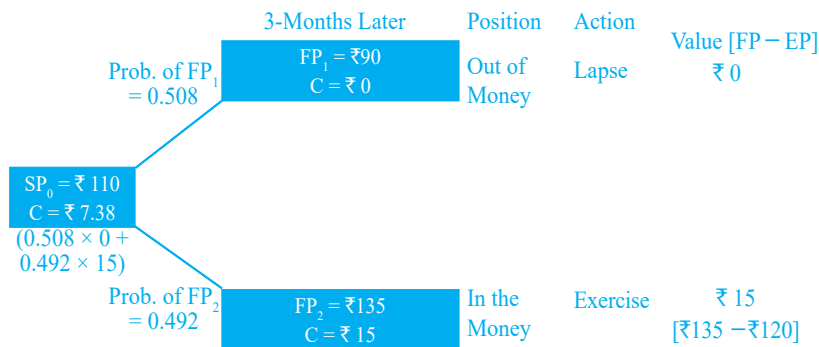 3-Months Later Position Action Value [FP – EP]
Prob. of FP₁
= 0.508
FP₁ = ₹90
C = ₹ 0
Out of
Money
Lapse
₹ 0
SP₀ = ₹ 110
C = ₹ 7.38
(0.508 × 0 +
0.492 × 15)
Prob. of FP₂
= 0.492
FP₂ = ₹135
C = ₹ 15
In the
Money
Exercise
₹ 15
[₹135 –₹120]